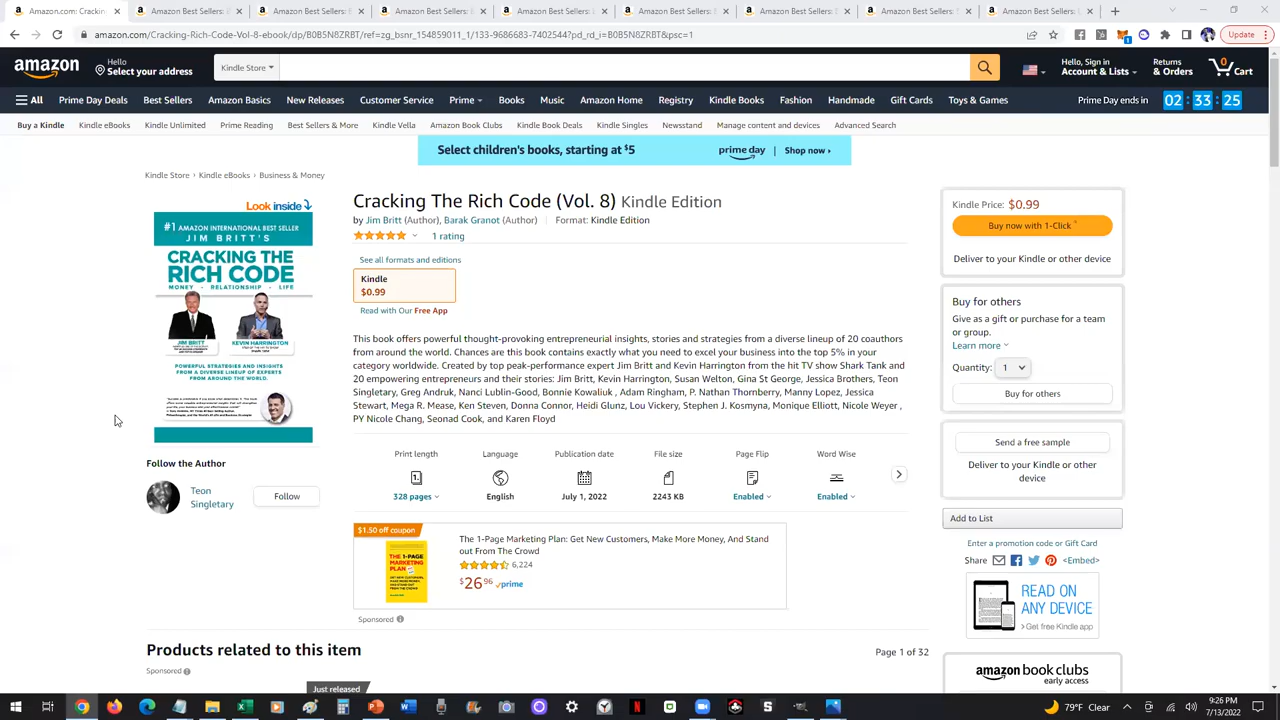 Amazon.com: Cracking
Amazon Best Sellers
Amazon Best Sellers
Amazon Best Sellers
Amazon Best Sellers
Amazon Best Sellers
Amazon Best Sellers
Amazon Best Sellers
Amazon Best Sellers
amazon.com/Cracking-Rich-Code-Vol-8-ebook/dp/B0B5N8ZRBT/ref=zg_bsnr_154859011_1/133-9686683-7402544?pd_rd_i=B0B5N8ZRBT&psc=1
Update
amazon
Hello
Select your address
Kindle Store
Hello, Sign in
Account & Lists
Returns
& Orders
0
Cart
All Prime Day Deals Best Sellers Amazon Basics New Releases Customer Service Prime Books Music Amazon Home Registry Kindle Books Fashion Handmade Gift Cards Toys & Games
Prime Day ends in 02 : 33 : 25
Buy a Kindle Kindle eBooks Kindle Unlimited Prime Reading Best Sellers & More Kindle Vella Amazon Book Clubs Kindle Book Deals Kindle Singles Newsstand Manage content and devices Advanced Search
Select children's books, starting at $5
prime day
Shop now ›
Kindle Store › Kindle eBooks › Business & Money
Look inside
#1 AMAZON INTERNATIONAL BEST SELLER
JIM BRITT'S
CRACKING THE
RICH CODE
MONEY - RELATIONSHIP - LIFE
JIM BRITT
KEVIN HARRINGTON
POWERFUL STRATEGIES AND INSIGHTS
FROM A DIVERSE LINEUP OF
EXPERTS FROM AROUND THE WORLD.
Follow the Author
Teon
Singletary
Follow
Cracking The Rich Code (Vol. 8) Kindle Edition
by Jim Britt (Author), Barak Granot (Author) | Format: Kindle Edition
1 rating
See all formats and editions
Kindle
$0.99
Read with Our Free App
This book offers powerful thought-provoking entrepreneurial insights, stories and strategies from a diverse lineup of 20 coauthors
from around the world. Chances are this book contains exactly what you need to excel your business into the top 5% in your
category worldwide. Created by top peak-performance expert Jim Britt and Kevin Harrington from the hit TV show Shark Tank and
20 empowering entrepreneurs and their stories: Jim Britt, Kevin Harrington, Susan Welton, Gina St George, Jessica Brothers, Teon
Singletary, Greg Andruk, Nanci Lublin-Good, Bonnie Kowaliuk , Adam Bingham, P. Nathan Thornberry, Manny Lopez, Jessica
Stewart, Mega R. Mease, Ken Steven, Donna Connor, Heidi Gluza, Lou Vickery, Stephen J. Kosmyna, Monique Elliott, Nicole Weyer ,
PY Nicole Chang, Seonad Cook, and Karen Floyd
Print length
328 pages
Language
English
Publication date
July 1, 2022
File size
2243 KB
Page Flip
Enabled
Word Wise
Enabled
$1.50 off coupon
THE 1-PAGE
MARKETING
PLAN
The 1-Page Marketing Plan: Get New Customers, Make More Money, And Stand
out From The Crowd
6,224
$26.96 prime
Sponsored
Products related to this item
Page 1 of 32
Sponsored
Just released
Kindle Price: $0.99
Buy now with 1-Click ®
Deliver to your Kindle or other device
Buy for others
Give as a gift or purchase for a team
or group.
Learn more
Quantity: 1
Buy for others
Send a free sample
Deliver to your Kindle or other
device
Add to List
Enter a promotion code or Gift Card
Share <Embed>
READ ON
ANY DEVICE
› Get free Kindle app
amazon book clubs
early access
79°F Clear
9:26 PM
7/13/2022